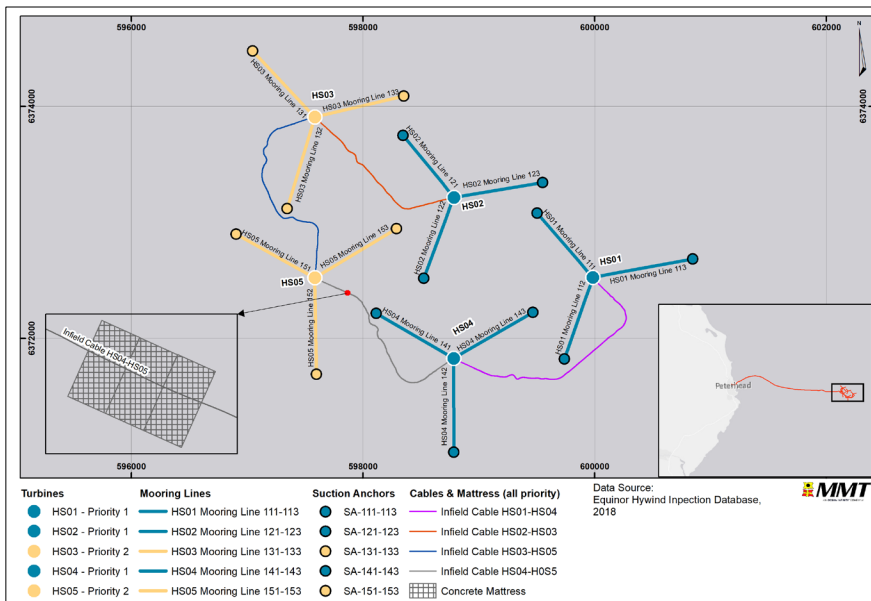 596000
598000
600000
602000
N
6374000
6374000
HS03 Mooring Line 131
HS03
HS03 Mooring Line 133
HS03 Mooring Line 132
HS02 Mooring Line 121
HS02 Mooring Line 123
HS02
HS02 Mooring Line 122
HS01 Mooring Line 111
HS01
HS01 Mooring Line 113
HS01 Mooring Line 112
HS05 Mooring Line 151
HS05 Mooring Line 153
HS05
HS05 Mooring Line 152
HS04 Mooring Line 141
HS04
HS04 Mooring Line 143
HS04 Mooring Line 142
6372000
6372000
Infield Cable HS04-HS05
Peterhead
596000
598000
600000
Turbines
HS01 - Priority 1
HS02 - Priority 1
HS03 - Priority 2
HS04 - Priority 1
HS05 - Priority 2
Mooring Lines
HS01 Mooring Line 111-113
HS02 Mooring Line 121-123
HS03 Mooring Line 131-133
HS04 Mooring Line 141-143
HS05 Mooring Line 151-153
Suction Anchors
SA-111-113
SA-121-123
SA-131-133
SA-141-143
SA-151-153
Cables & Mattress (all priority)
Infield Cable HS01-HS04
Infield Cable HS02-HS03
Infield Cable HS03-HS05
Infield Cable HS04-H0S5
Concrete Mattress
Data Source:
Equinor Hywind Inpection Database,
2018
MMT